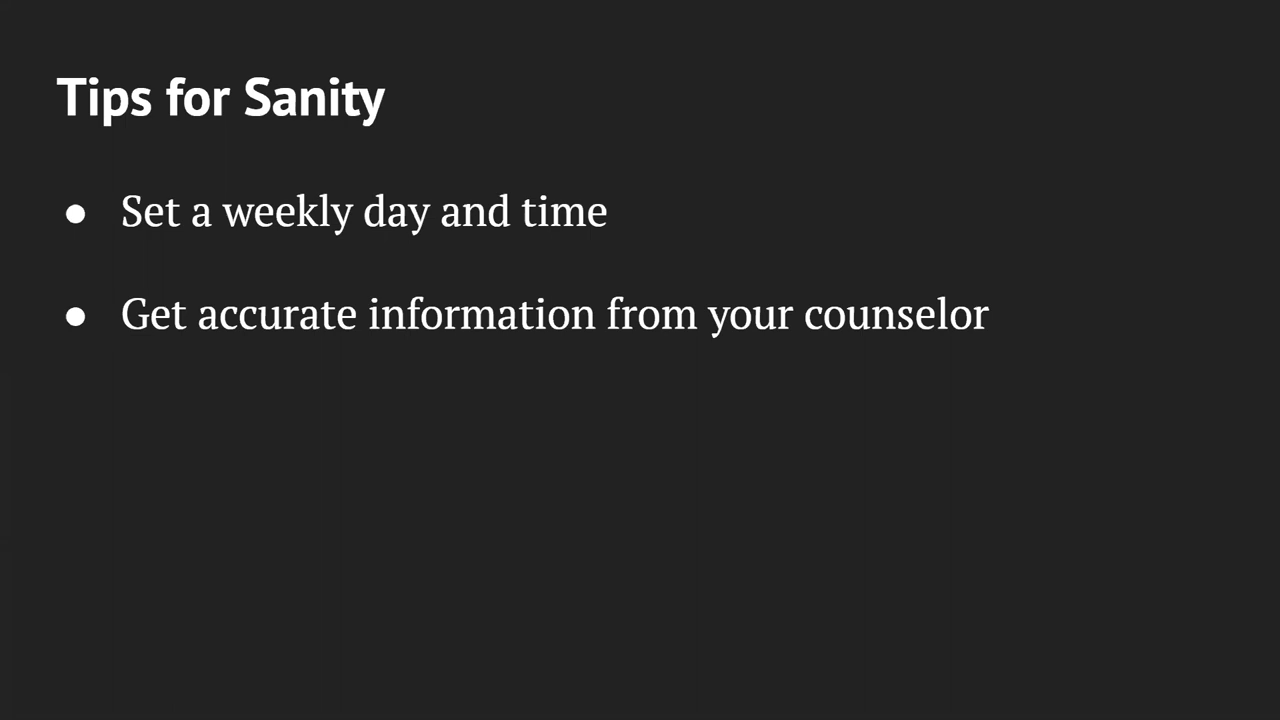 Tips for Sanity
● Set a weekly day and time
● Get accurate information from your counselor